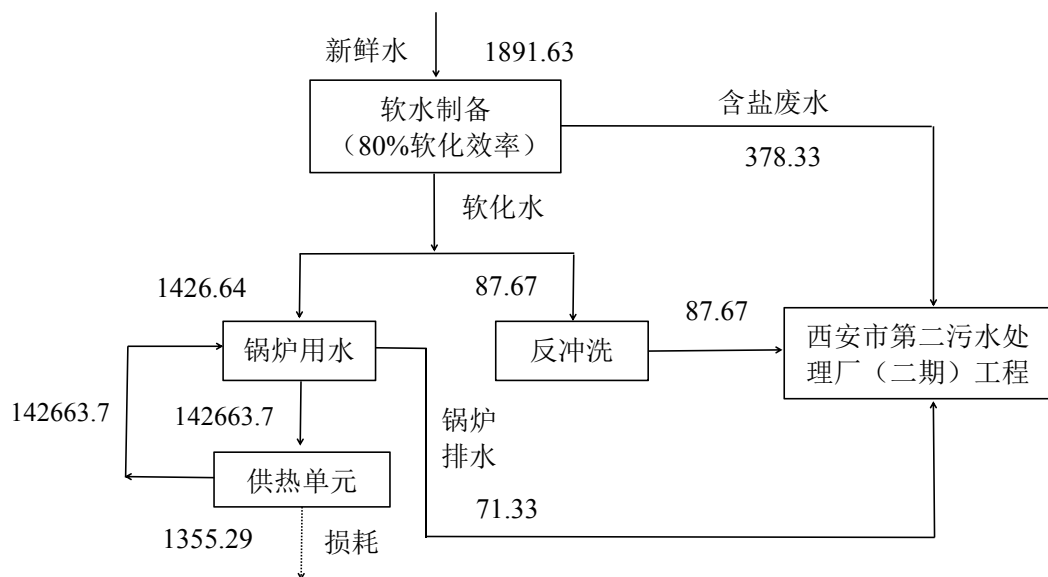 新鲜水
1891.63
软水制备
（80%软化效率）
含盐废水
378.33
软化水
1426.64
87.67
87.67
锅炉用水
反冲洗
西安市第二污水处
理厂（二期）工程
142663.7
142663.7
锅炉
排水
供热单元
71.33
1355.29
损耗